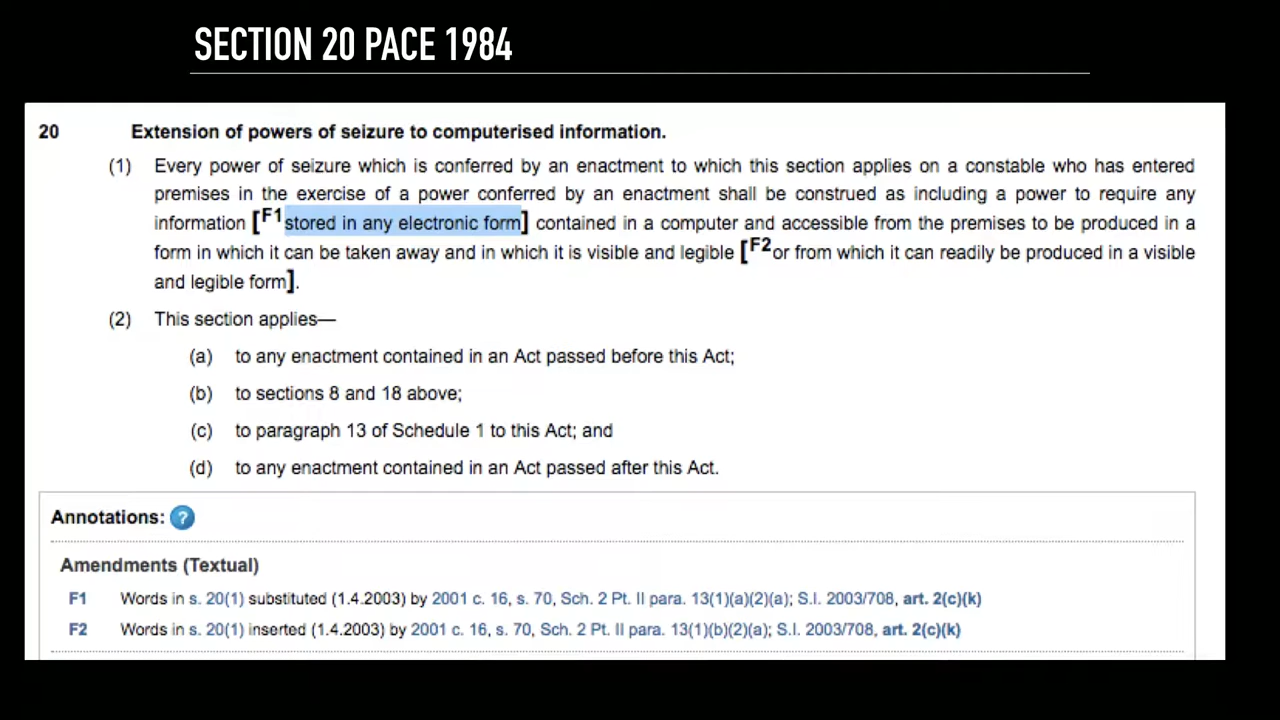 SECTION 20 PACE 1984
20 Extension of powers of seizure to computerised information.
(1) Every power of seizure which is conferred by an enactment to which this section applies on a constable who has entered
premises in the exercise of a power conferred by an enactment shall be construed as including a power to require any
information [F1stored in any electronic form] contained in a computer and accessible from the premises to be produced in a
form in which it can be taken away and in which it is visible and legible [F2or from which it can readily be produced in a visible
and legible form].
(2) This section applies—
(a) to any enactment contained in an Act passed before this Act;
(b) to sections 8 and 18 above;
(c) to paragraph 13 of Schedule 1 to this Act; and
(d) to any enactment contained in an Act passed after this Act.
Annotations: ?
Amendments (Textual)
F1 Words in s. 20(1) substituted (1.4.2003) by 2001 c. 16, s. 70, Sch. 2 Pt. II para. 13(1)(a)(2)(a); S.I. 2003/708, art. 2(c)(k)
F2 Words in s. 20(1) inserted (1.4.2003) by 2001 c. 16, s. 70, Sch. 2 Pt. II para. 13(1)(b)(2)(a); S.I. 2003/708, art. 2(c)(k)